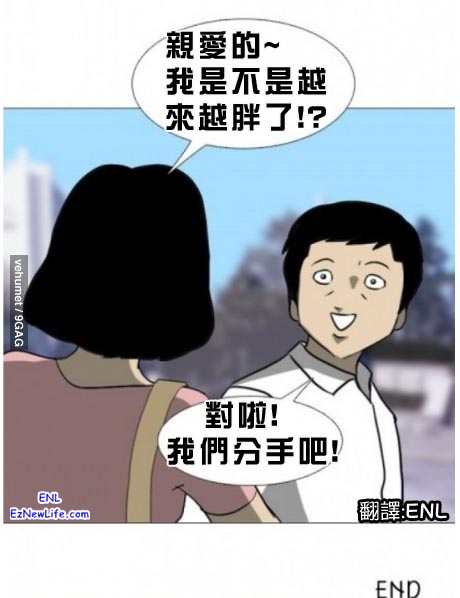 親愛的~
我是不是越
來越胖了!?
vehumet / 9GAG
對啦!
我們分手吧!
ENL
EzNewLife.com
翻譯:ENL
END